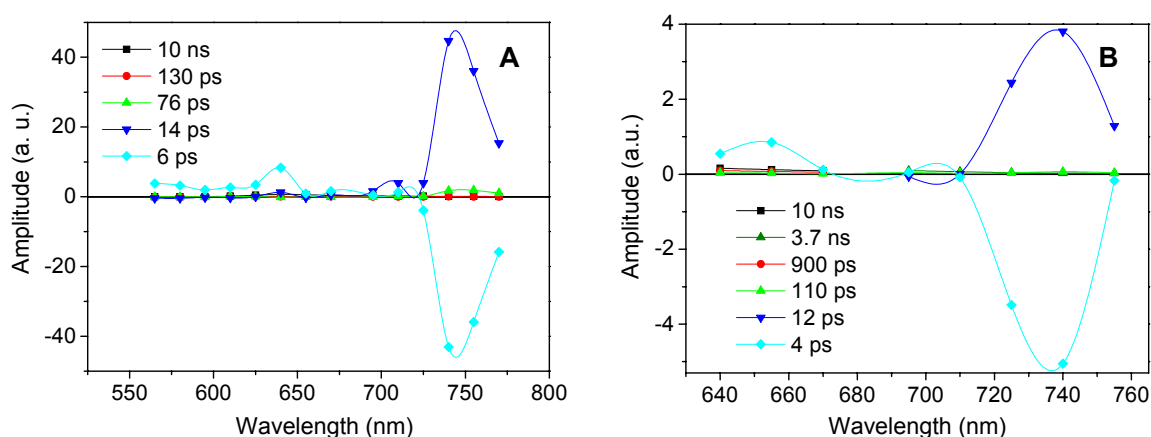 A
10 ns
130 ps
76 ps
14 ps
6 ps
40
20
0
-20
-40
Amplitude (a. u.)
550 600 650 700 750 800
Wavelength (nm)
B
4
2
0
-2
-4
Amplitude (a.u.)
10 ns
3.7 ns
900 ps
110 ps
12 ps
4 ps
640 660 680 700 720 740 760
Wavelength (nm)